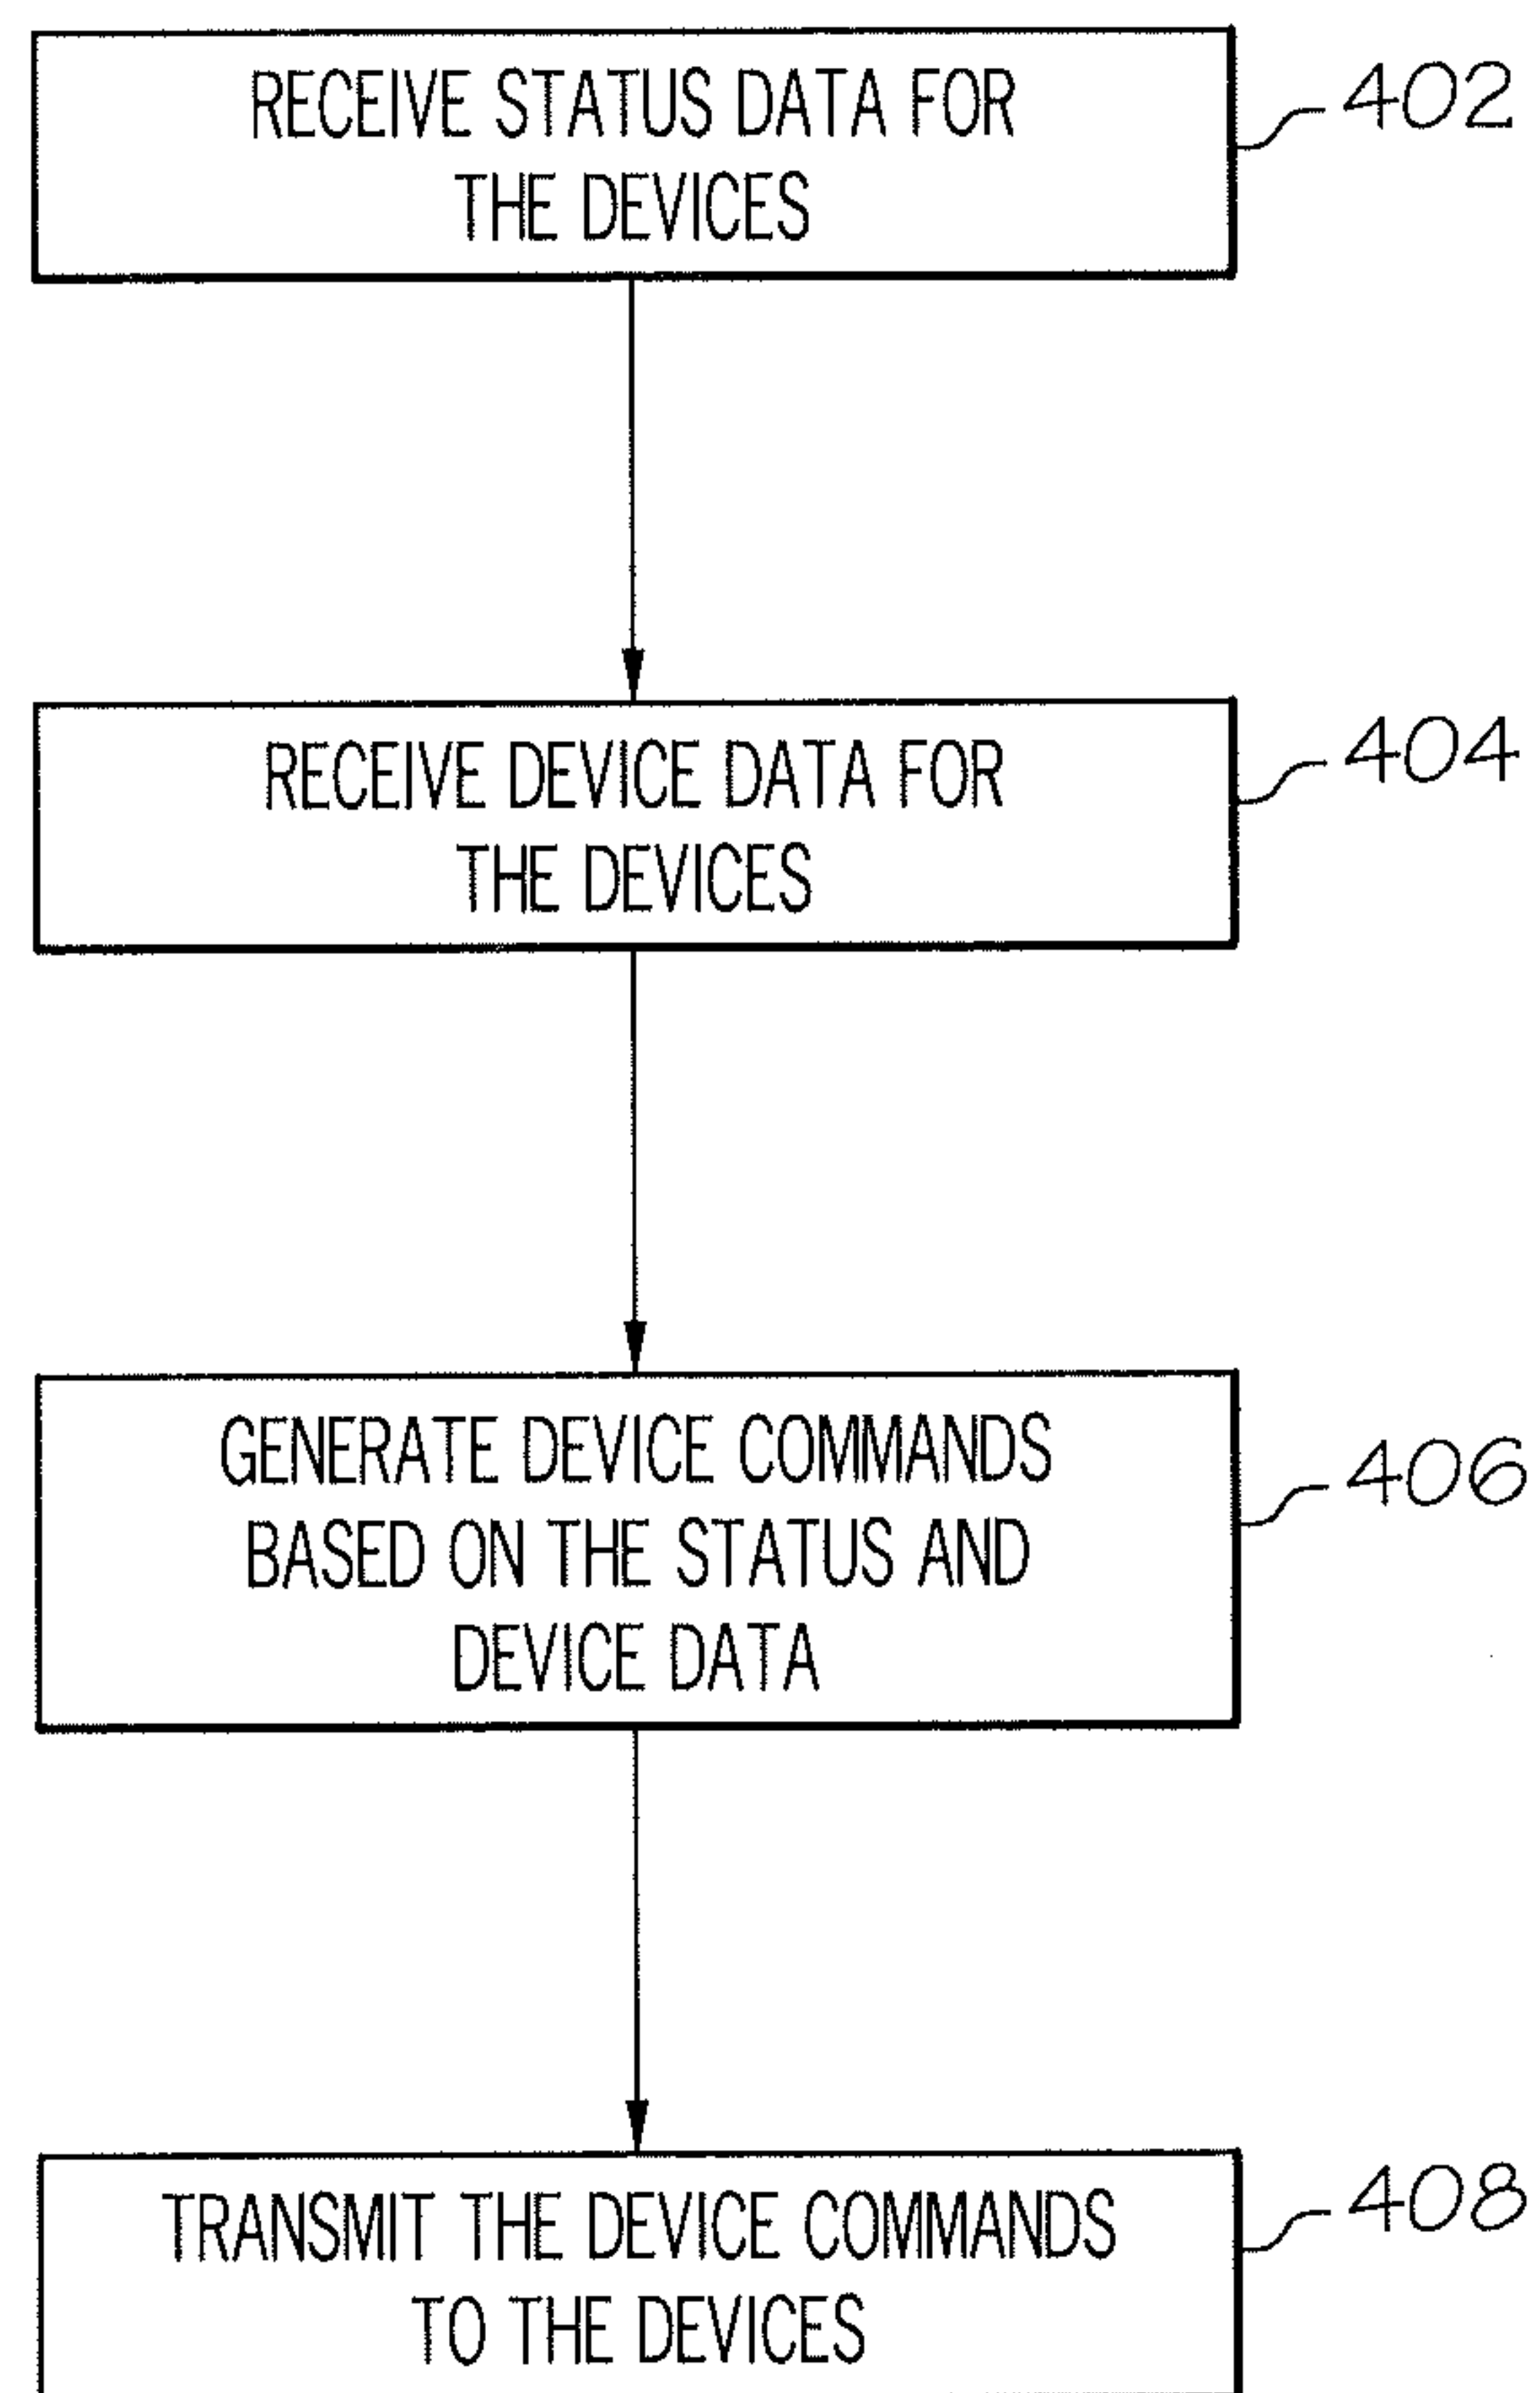 RECEIVE STATUS DATA FOR
THE DEVICES
402
RECEIVE DEVICE DATA FOR
THE DEVICES
404
GENERATE DEVICE COMMANDS
BASED ON THE STATUS AND
DEVICE DATA
406
TRANSMIT THE DEVICE COMMANDS
TO THE DEVICES
408